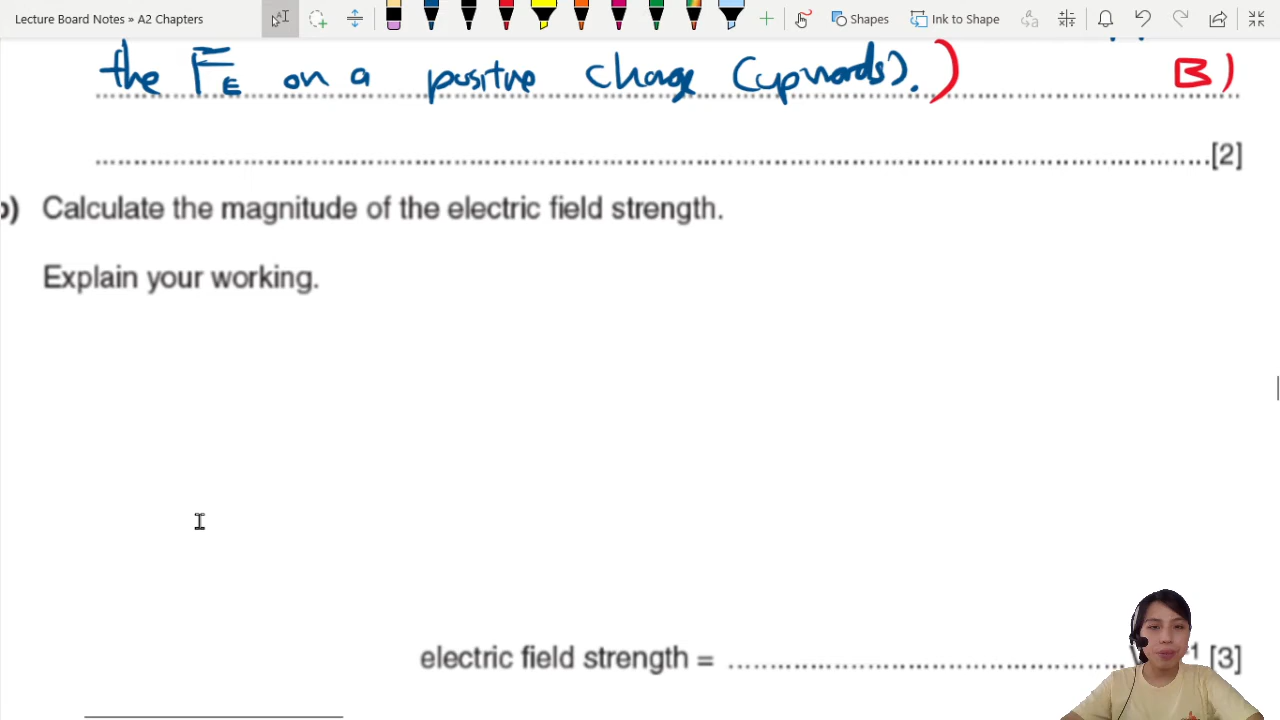 Lecture Board Notes » A2 Chapters
Shapes
Ink to Shape
the FE on a positive charge (upwards). ) B )
[2]
b) Calculate the magnitude of the electric field strength.
Explain your working.
electric field strength = [3]